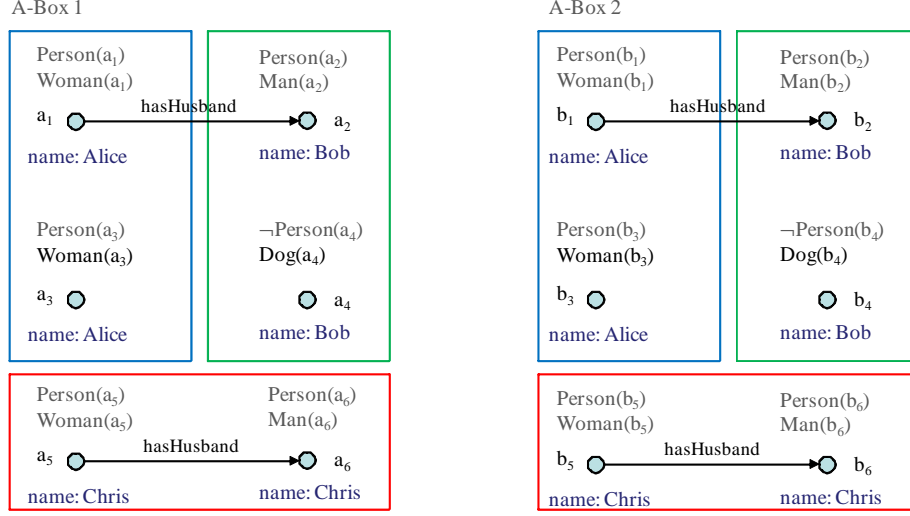 A-Box 1
Person(a₁)
Woman(a₁)
Person(a₂)
Man(a₂)
a₁
hasHusband
a₂
name: Alice
name: Bob
Person(a₃)
Woman(a₃)
¬Person(a₄)
Dog(a₄)
a₃
a₄
name: Alice
name: Bob
Person(a₅)
Woman(a₅)
Person(a₆)
Man(a₆)
a₅
hasHusband
a₆
name: Chris
name: Chris
A-Box 2
Person(b₁)
Woman(b₁)
Person(b₂)
Man(b₂)
b₁
hasHusband
b₂
name: Alice
name: Bob
Person(b₃)
Woman(b₃)
¬Person(b₄)
Dog(b₄)
b₃
b₄
name: Alice
name: Bob
Person(b₅)
Woman(b₅)
Person(b₆)
Man(b₆)
b₅
hasHusband
b₆
name: Chris
name: Chris